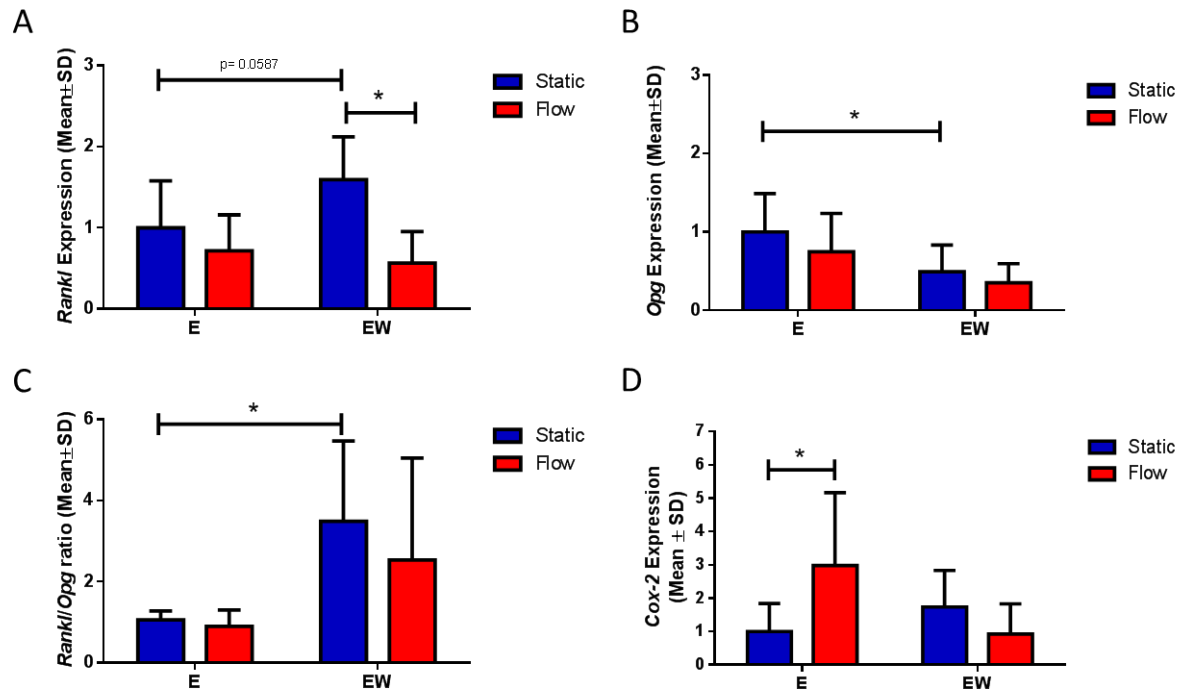 A
Rankl Expression (Mean±SD)
3
2
1
0
p= 0.0587
*
E
EW
Static
Flow
B
Opg Expression (Mean±SD)
3
2
1
0
*
E
EW
Static
Flow
C
Rankl/Opg ratio (Mean±SD)
6
4
2
0
*
E
EW
Static
Flow
D
Cox-2 Expression
(Mean ± SD)
7
6
5
4
3
2
1
0
*
E
EW
Static
Flow